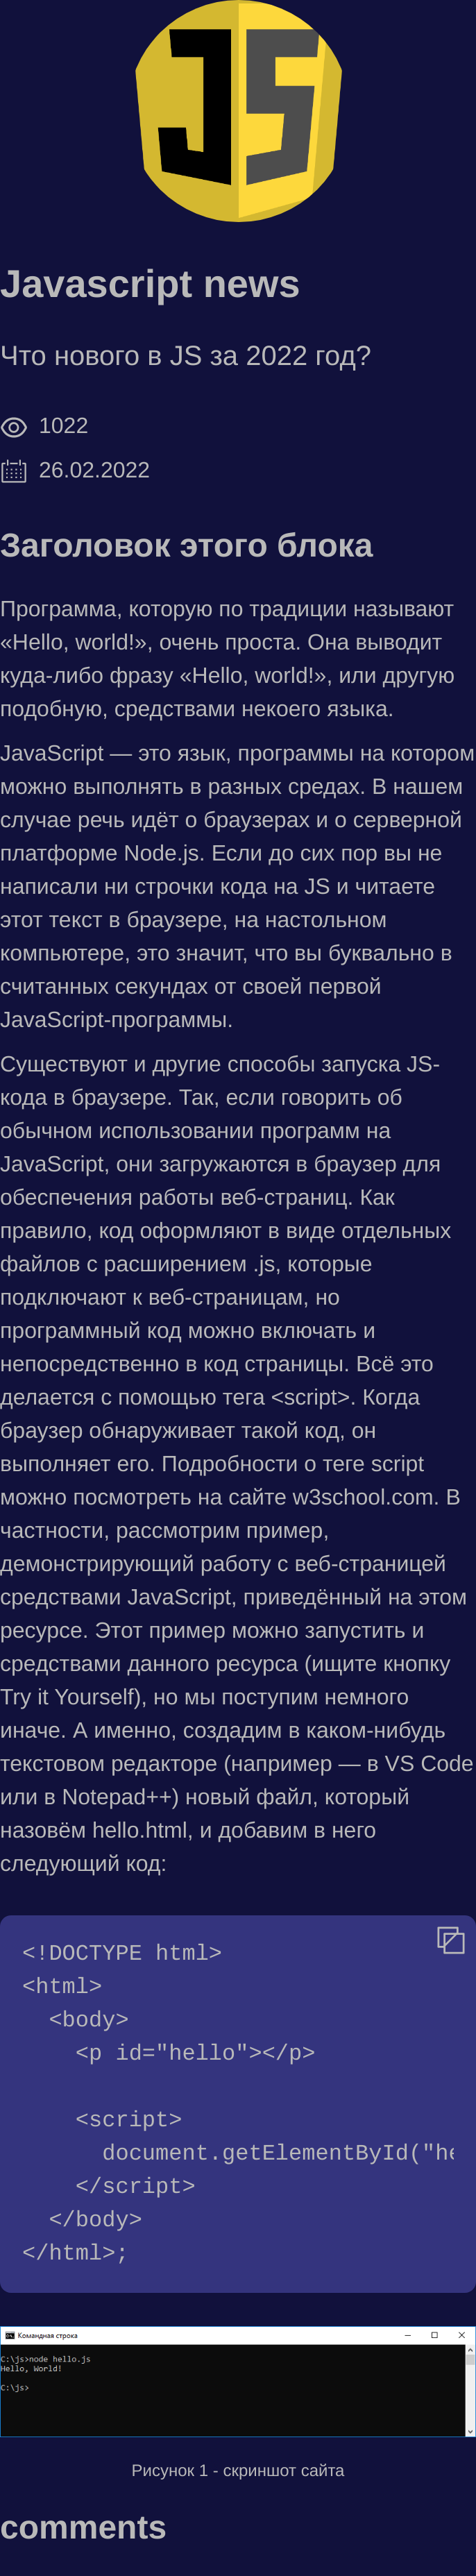 JS
Javascript news
Что нового в JS за 2022 год?
1022
26.02.2022
Заголовок этого блока
Программа, которую по традиции называют
«Hello, world!», очень проста. Она выводит
куда-либо фразу «Hello, world!», или другую
подобную, средствами некоего языка.
JavaScript — это язык, программы на котором
можно выполнять в разных средах. В нашем
случае речь идёт о браузерах и о серверной
платформе Node.js. Если до сих пор вы не
написали ни строчки кода на JS и читаете
этот текст в браузере, на настольном
компьютере, это значит, что вы буквально в
считанных секундах от своей первой
JavaScript-программы.
Существуют и другие способы запуска JS-
кода в браузере. Так, если говорить об
обычном использовании программ на
JavaScript, они загружаются в браузер для
обеспечения работы веб-страниц. Как
правило, код оформляют в виде отдельных
файлов с расширением .js, которые
подключают к веб-страницам, но
программный код можно включать и
непосредственно в код страницы. Всё это
делается с помощью тега <script>. Когда
браузер обнаруживает такой код, он
выполняет его. Подробности о теге script
можно посмотреть на сайте w3school.com. В
частности, рассмотрим пример,
демонстрирующий работу с веб-страницей
средствами JavaScript, приведённый на этом
ресурсе. Этот пример можно запустить и
средствами данного ресурса (ищите кнопку
Try it Yourself), но мы поступим немного
иначе. А именно, создадим в каком-нибудь
текстовом редакторе (например — в VS Code
или в Notepad++) новый файл, который
назовём hello.html, и добавим в него
следующий код:
<!DOCTYPE html>
<html>
<body>
<p id="hello"></p>
<script>
document.getElementById("he
</script>
</body>
</html>;
Командная строка
C:\js>node hello.js
Hello, World!
C:\js>
Рисунок 1 - скриншот сайта
comments